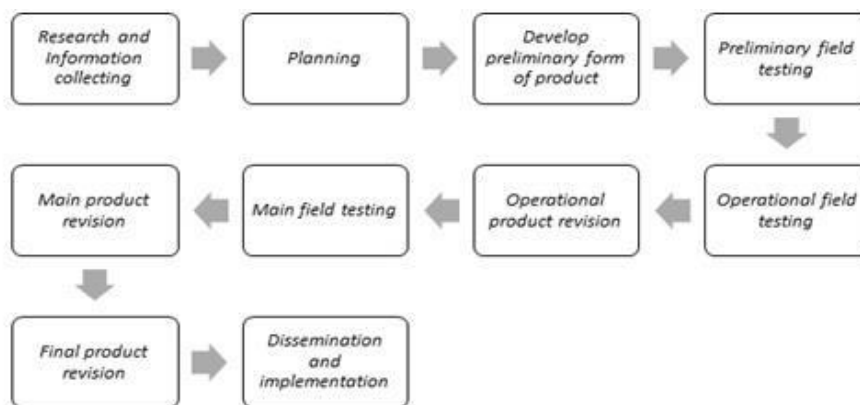 Research and
Information
collecting
Planning
Develop
preliminary form
of product
Preliminary field
testing
Operational field
testing
Operational
product revision
Main field testing
Main product
revision
Final product
revision
Dissemination
and
implementation